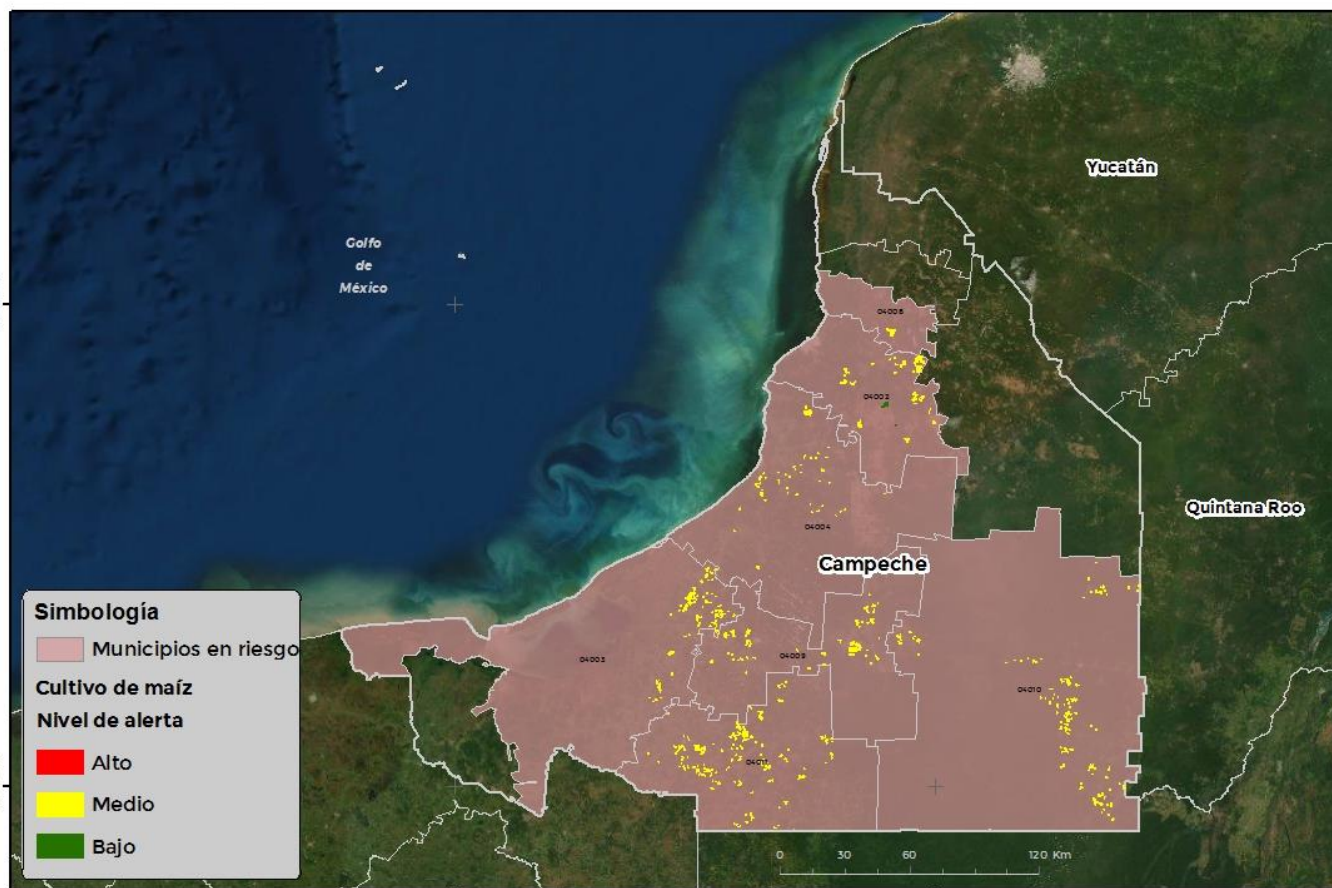 Yucatán
Golfo
de
México
04008
04002
Quintana Roo
04004
Campeche
Simbología
Municipios en riesgo
Cultivo de maíz
Nivel de alerta
Alto
Medio
Bajo
04003
04009
04010
04011
0 30 60 120 Km